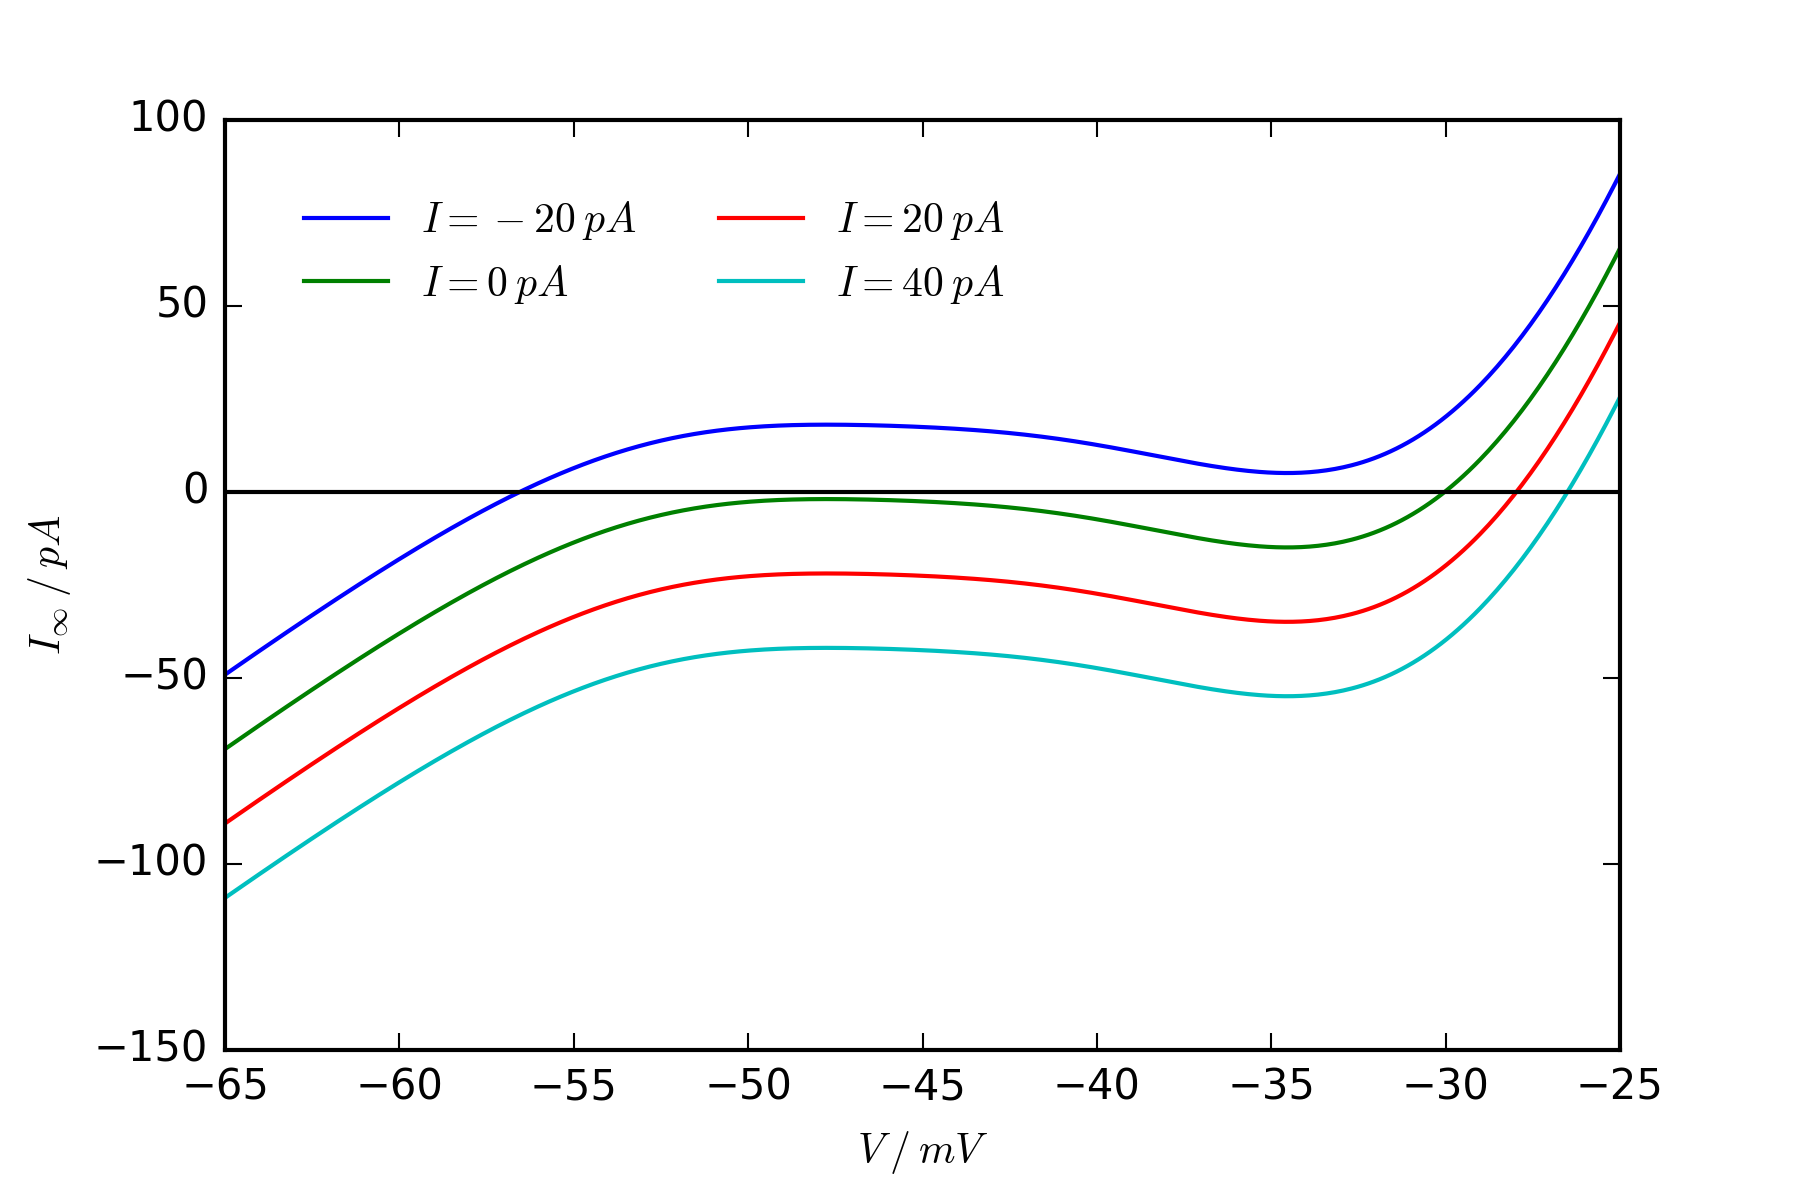 100
50
0
−50
−100
−150
I∞ / pA
I = − 20 pA
I = 0 pA
I = 20 pA
I = 40 pA
−65 −60 −55 −50 −45 −40 −35 −30 −25
V / mV